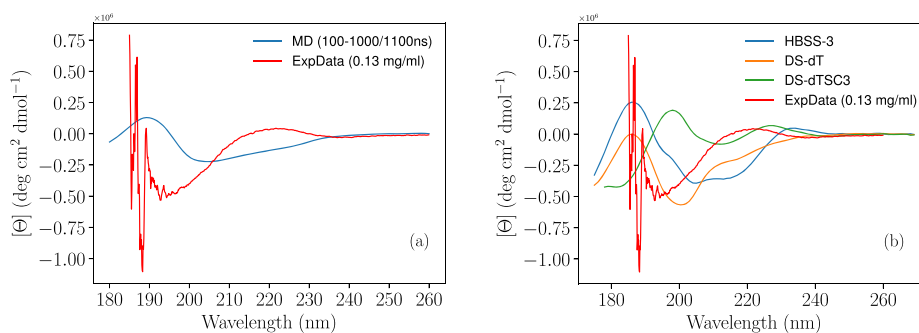 ×10⁶
0.75
0.50
0.25
0.00
−0.25
−0.50
−0.75
−1.00
[Θ] (deg cm² dmol⁻¹)
MD (100-1000/1100ns)
ExpData (0.13 mg/ml)
(a)
180 190 200 210 220 230 240 250 260
Wavelength (nm)
×10⁶
0.75
0.50
0.25
0.00
−0.25
−0.50
−0.75
−1.00
[Θ] (deg cm² dmol⁻¹)
HBSS-3
DS-dT
DS-dTSC3
ExpData (0.13 mg/ml)
(b)
180 200 220 240 260
Wavelength (nm)